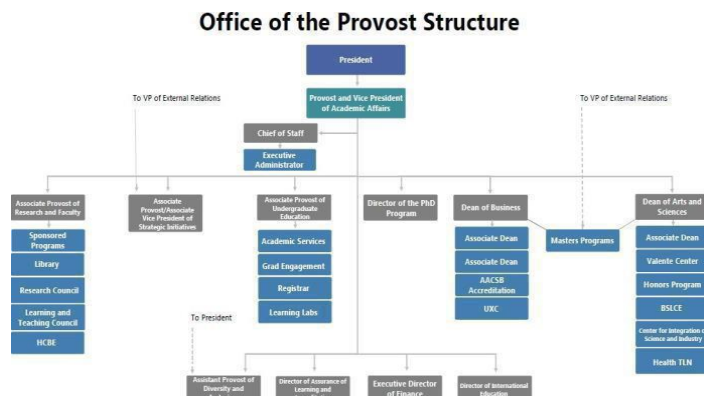 Office of the Provost Structure
President
To VP of External Relations
To VP of External Relations
Provost and Vice President
of Academic Affairs
Chief of Staff
Executive
Administrator
Associate Provost of
Research and Faculty
Associate
Provost/Associate
Vice President of
Strategic Initiatives
Associate Provost of
Undergraduate
Education
Director of the PhD
Program
Dean of Business
Dean of Arts and
Sciences
Sponsored
Programs
Library
Research Council
Learning and
Teaching Council
HCBE
Academic Services
Grad Engagement
Registrar
Learning Labs
Associate Dean
Associate Dean
AACSB
Accreditation
UXC
Masters Programs
Associate Dean
Valente Center
Honors Program
BSLCE
Center for Integration
Science and Industry
Health TLN
To President
Assistant Provost of
Diversity and
Director of Assurance of
Learning and
Executive Director
of Finance
Director of International
Education